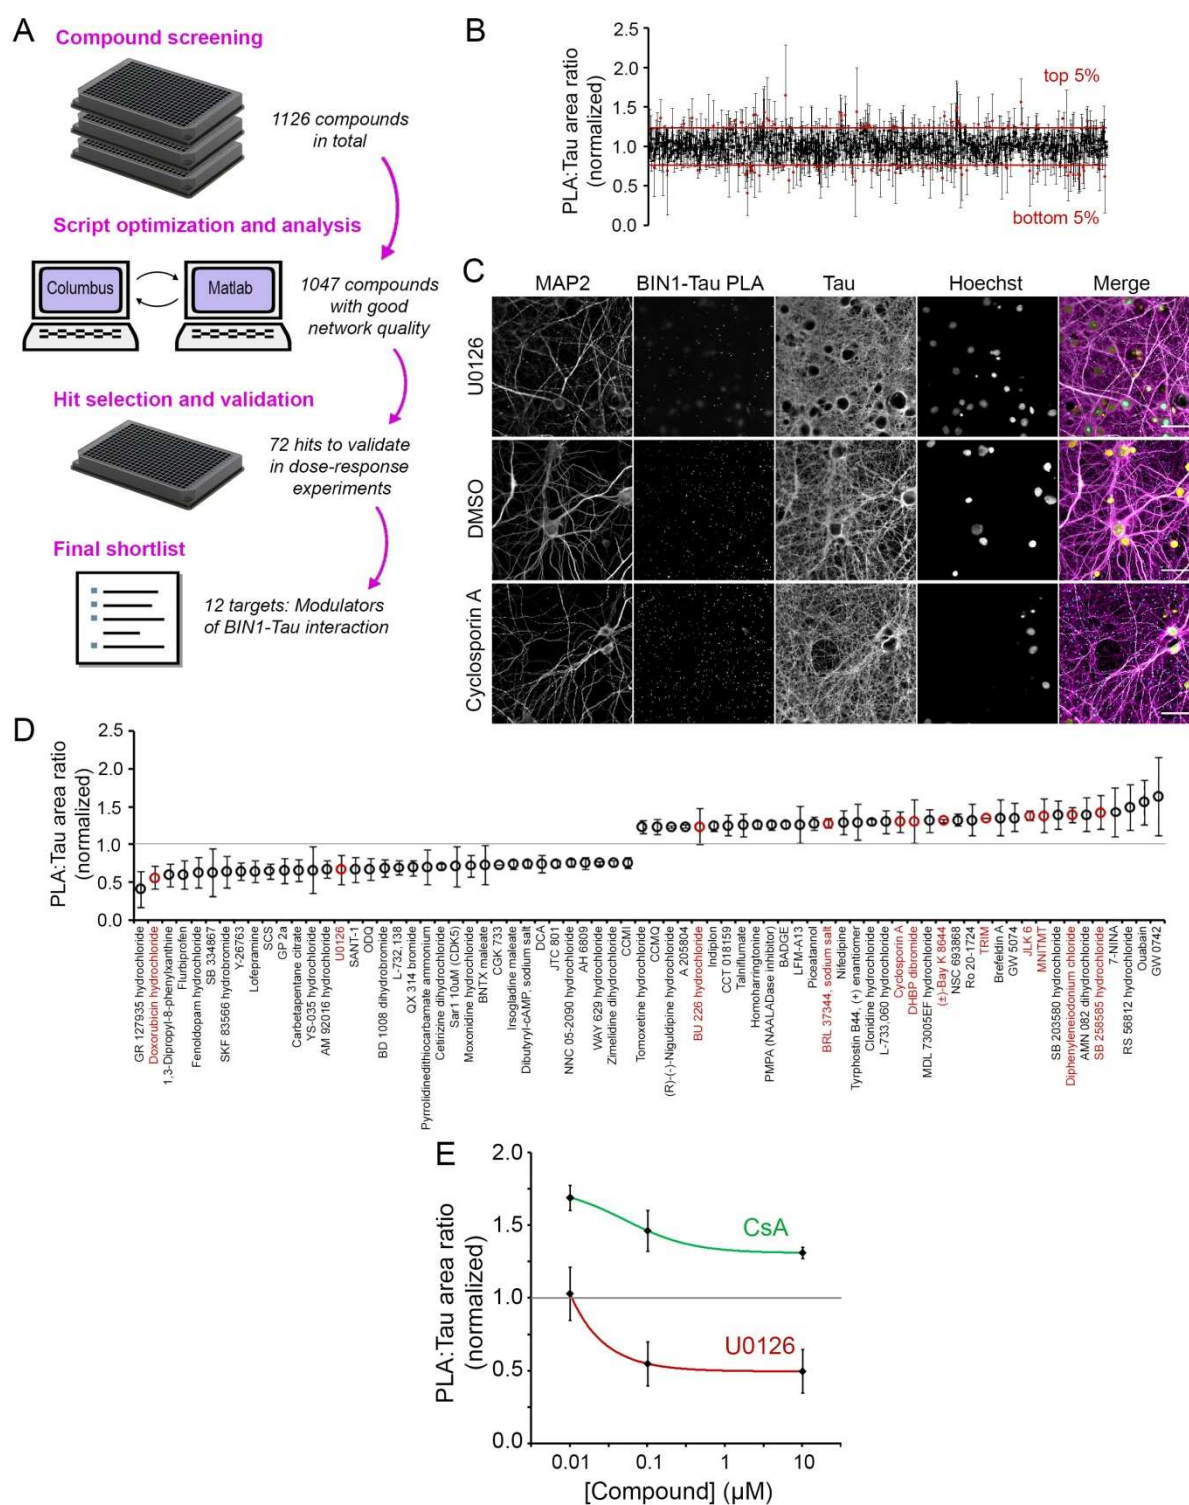 A
Compound screening
1126 compounds
in total
Script optimization and analysis
Columbus
Matlab
1047 compounds
with good
network quality
Hit selection and validation
72 hits to validate
in dose-response
experiments
Final shortlist
12 targets: Modulators
of BIN1-Tau interaction
B
PLA:Tau area ratio
(normalized)
2.5
2.0
1.5
1.0
0.5
0.0
top 5%
bottom 5%
C
MAP2
BIN1-Tau PLA
Tau
Hoechst
Merge
U0126
DMSO
Cyclosporin A
D
PLA:Tau area ratio
(normalized)
2.5
2.0
1.5
1.0
0.5
0.0
GR 127935 hydrochloride
Doxorubicin hydrochloride
1,3-Dipropyl-8-phenylxanthine
Flurbiprofen
Fenoldopam hydrochloride
SB 334867
SKF 83566 hydrobromide
Y-26763
Lofepramine
SCS
GP 2a
Carbetapentane citrate
YS-035 hydrochloride
AM 92016 hydrochloride
U0126
SANT-1
ODQ
BD 1008 dihydrobromide
L-732,138
QX 314 bromide
Pyrrolidinedithiocarbamate ammonium
Cetirizine dihydrochloride
Sar1 10uM (CDK5)
Moxonidine hydrochloride
BNTX maleate
CGK 733
Irsogladine maleate
Dibutyryl-cAMP, sodium salt
DCA
JTC 801
NNC 05-2090 hydrochloride
AH 6809
WAY 629 hydrochloride
Zimelidine dihydrochloride
CCMI
Tomoxetine hydrochloride
CCMQ
(R)-(-)-Niguldipine hydrochloride
A 205804
BU 226 hydrochloride
Indiplon
CCT 018159
Talniflumate
Homoharringtonine
PMPA (NAALADase inhibitor)
BADGE
LFM-A13
Piceatannol
BRL 37344, sodium salt
Nifedipine
Tyrphostin B44, (+) enantiomer
Clonidine hydrochloride
L-733,060 hydrochloride
Cyclosporin A
DHBP dibromide
MDL 73005EF hydrochloride
(±)-Bay K 8644
NSC 693868
Ro 20-1724
TRIM
Brefeldin A
GW 5074
JLK 6
MNITMT
SB 203580 hydrochloride
Diphenyleneiodonium chloride
AMN 082 dihydrochloride
SB 258585 hydrochloride
7-NINA
RS 56812 hydrochloride
Ouabain
GW 0742
E
PLA:Tau area ratio
(normalized)
2.0
1.5
1.0
0.5
0.0
CsA
U0126
0.01
0.1
1
10
[Compound] (µM)